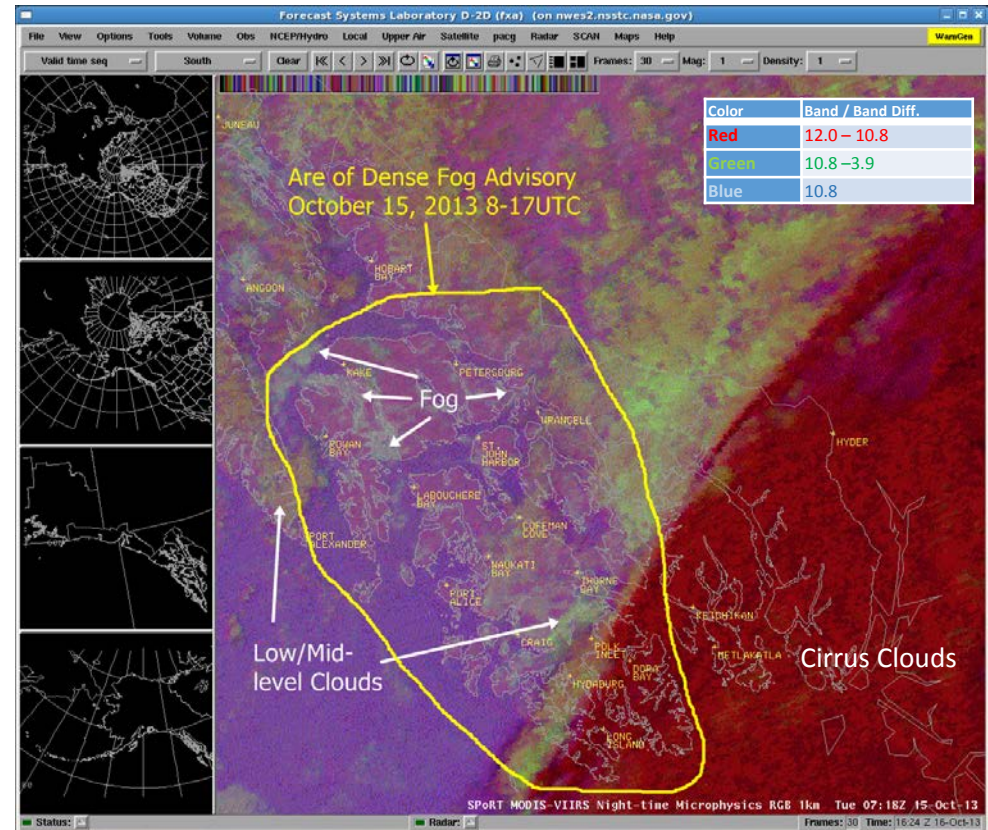 Forecast Systems Laboratory D-2D (fxa) (on nwes2.nsstc.nasa.gov)
File View Options Tools Volume Obs NCEP/Hydro Local Upper Air Satellite pacg Radar SCAN Maps Help WarnGen
Valid time seq South Clear Frames: 30 Mag: 1 Density: 1
Color Band / Band Diff.
Red 12.0 – 10.8
Green 10.8 –3.9
Blue 10.8
JUNEAU
Are of Dense Fog Advisory
October 15, 2013 8-17UTC
HOBART
BAY
ANGOON
KAKE
PETERSBURG
Fog
WRANGELL
HYDER
ROWAN
BAY
ST.
JOHN
HARBOR
LABOUCHERE
BAY
COFFMAN
COVE
PORT
ALEXANDER
NAUKATI
BAY
THORNE
BAY
PORT
ALICE
KETCHIKAN
CRAIG
POLK
INLET
METLAKATLA
Cirrus Clouds
Low/Mid-
level Clouds
DORA
BAY
HYDABURG
LONG
ISLAND
SPoRT MODIS-VIIRS Night-time Microphysics RGB 1km Tue 07:18Z 15-Oct-13
Status: Radar: Frames: 30 Time: 16:24 Z 16-Oct-13